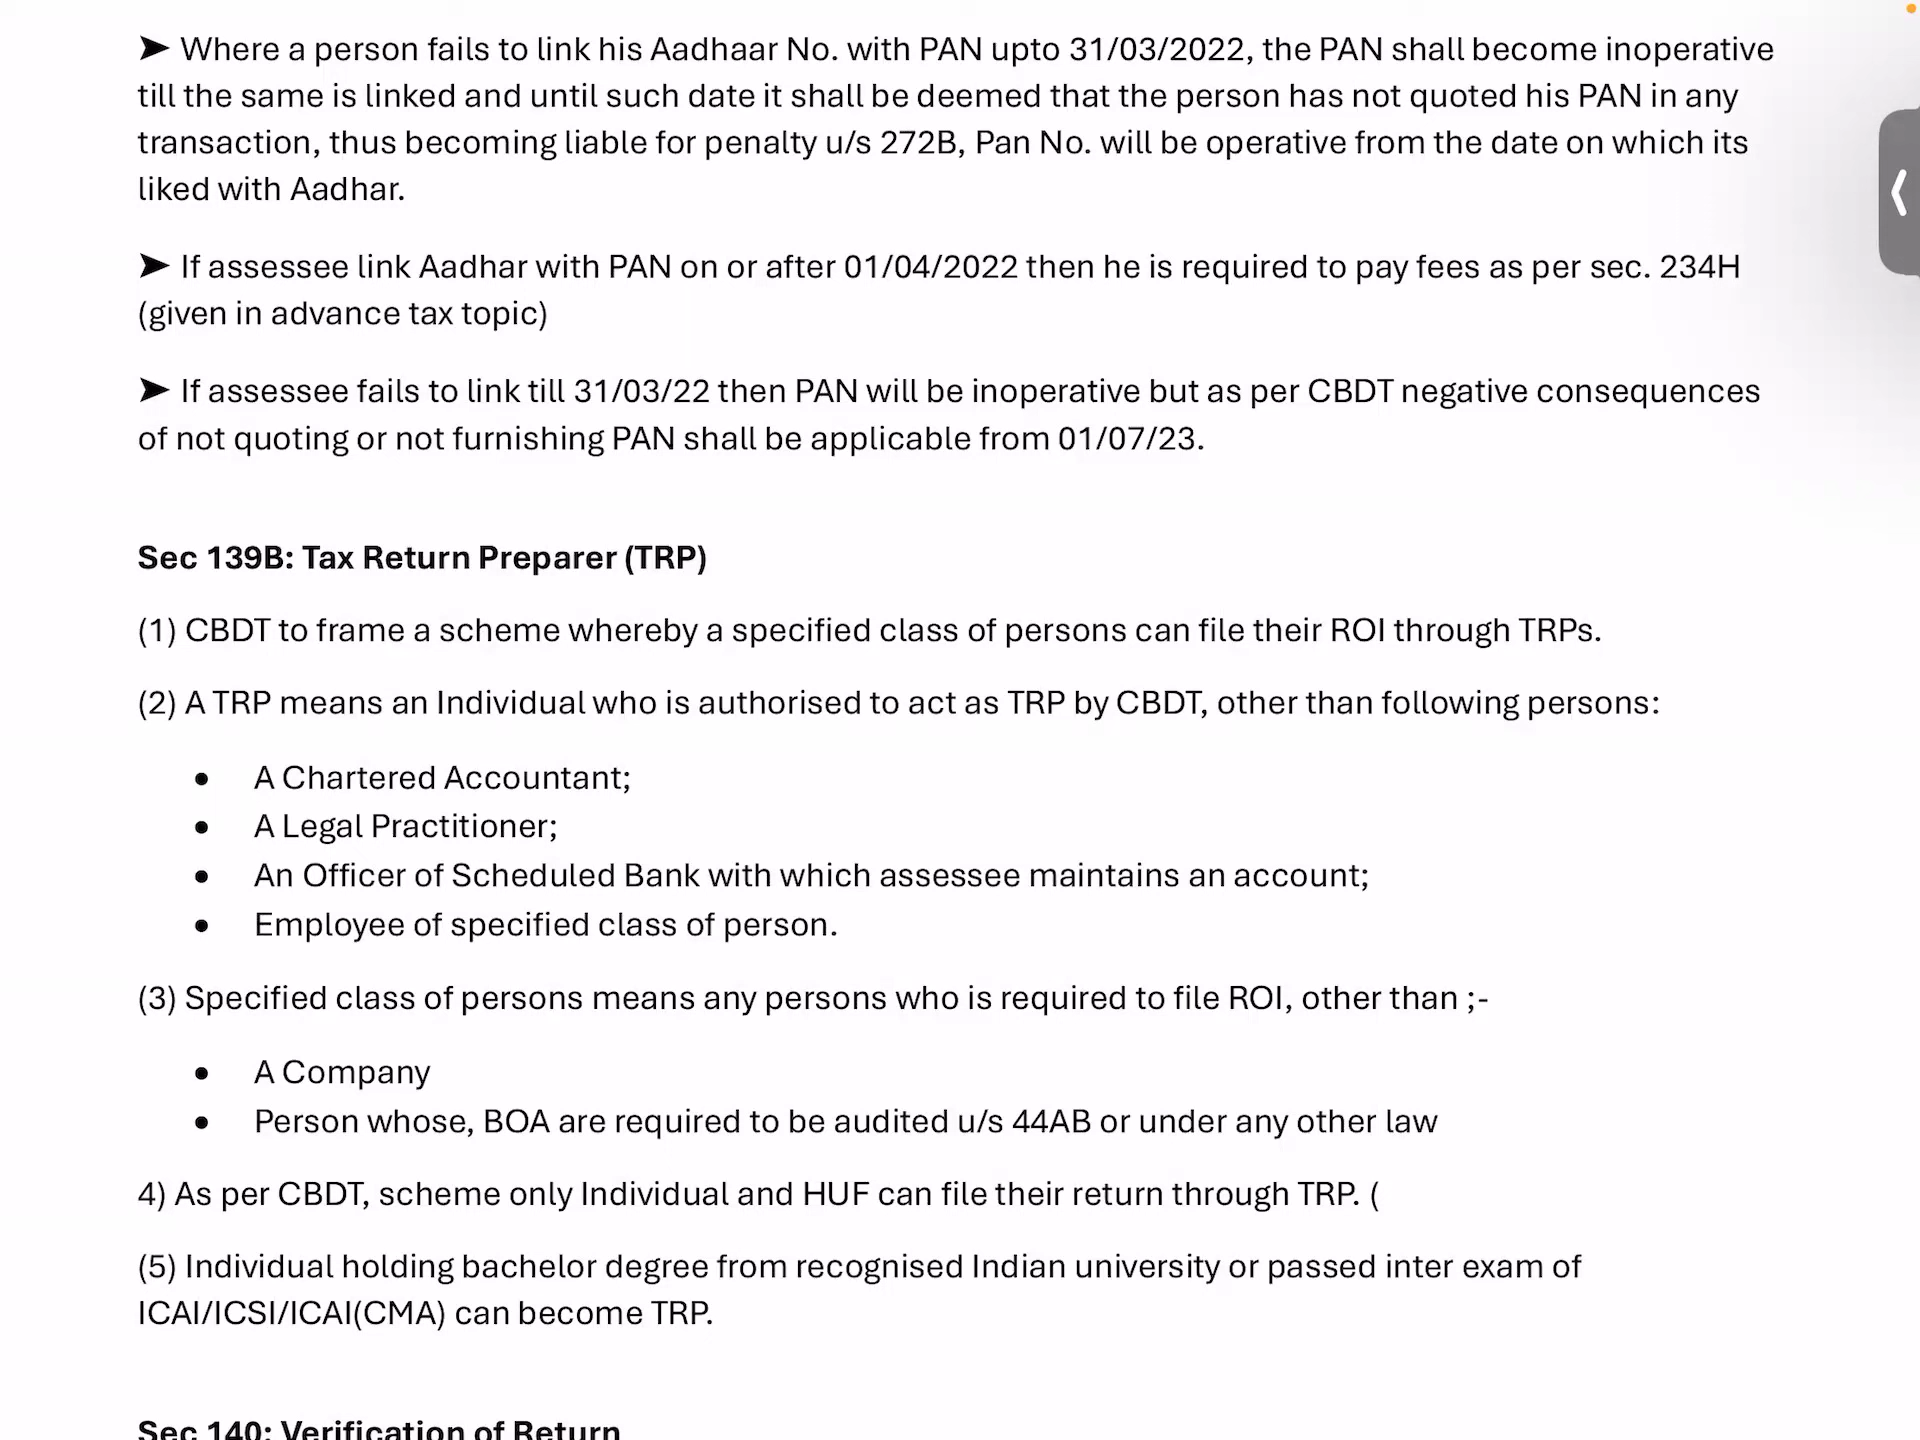 ➤ Where a person fails to link his Aadhaar No. with PAN upto 31/03/2022, the PAN shall become inoperative
till the same is linked and until such date it shall be deemed that the person has not quoted his PAN in any
transaction, thus becoming liable for penalty u/s 272B, Pan No. will be operative from the date on which its
liked with Aadhar.
➤ If assessee link Aadhar with PAN on or after 01/04/2022 then he is required to pay fees as per sec. 234H
(given in advance tax topic)
➤ If assessee fails to link till 31/03/22 then PAN will be inoperative but as per CBDT negative consequences
of not quoting or not furnishing PAN shall be applicable from 01/07/23.
Sec 139B: Tax Return Preparer (TRP)
(1) CBDT to frame a scheme whereby a specified class of persons can file their ROI through TRPs.
(2) A TRP means an Individual who is authorised to act as TRP by CBDT, other than following persons:
• A Chartered Accountant;
• A Legal Practitioner;
• An Officer of Scheduled Bank with which assessee maintains an account;
• Employee of specified class of person.
(3) Specified class of persons means any persons who is required to file ROI, other than ;-
• A Company
• Person whose, BOA are required to be audited u/s 44AB or under any other law
4) As per CBDT, scheme only Individual and HUF can file their return through TRP. (
(5) Individual holding bachelor degree from recognised Indian university or passed inter exam of
ICAI/ICSI/ICAI(CMA) can become TRP.
Sec 140: Verification of Return